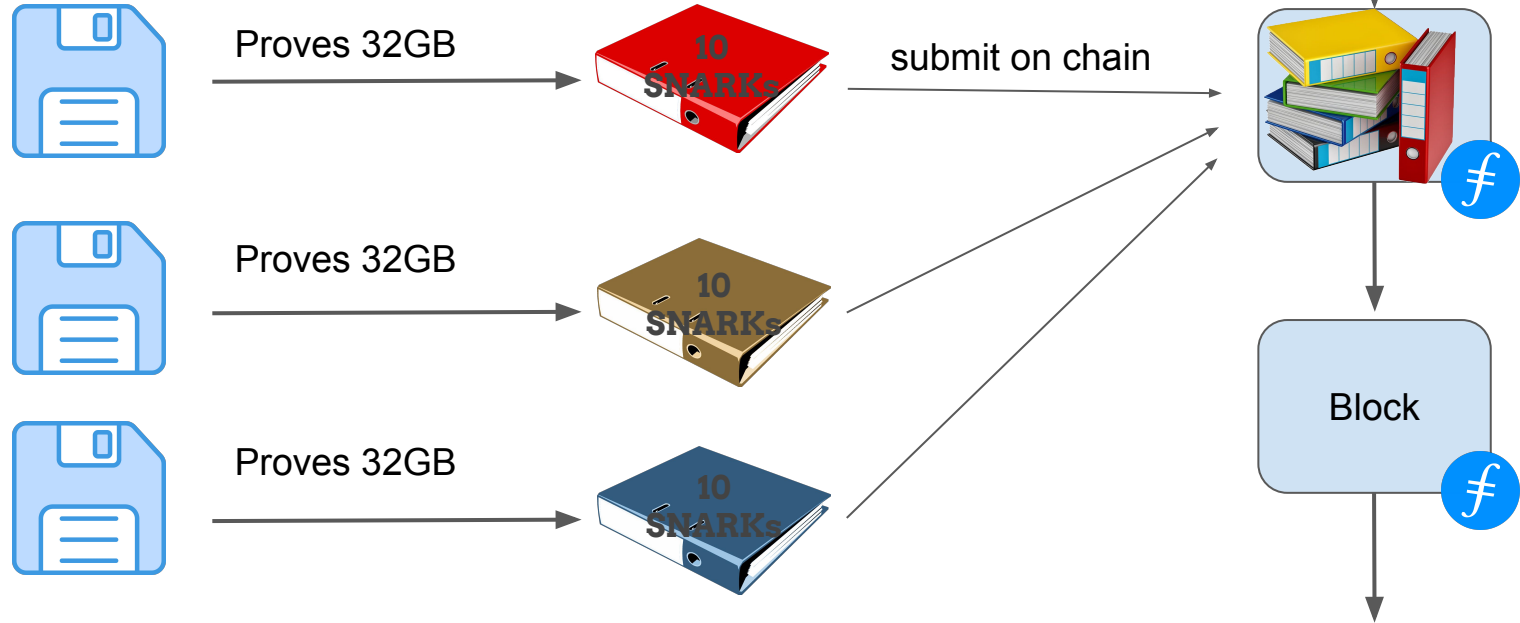 Proves 32GB
10
SNARKs
submit on chain
Proves 32GB
10
SNARKs
Block
Proves 32GB
10
SNARKs